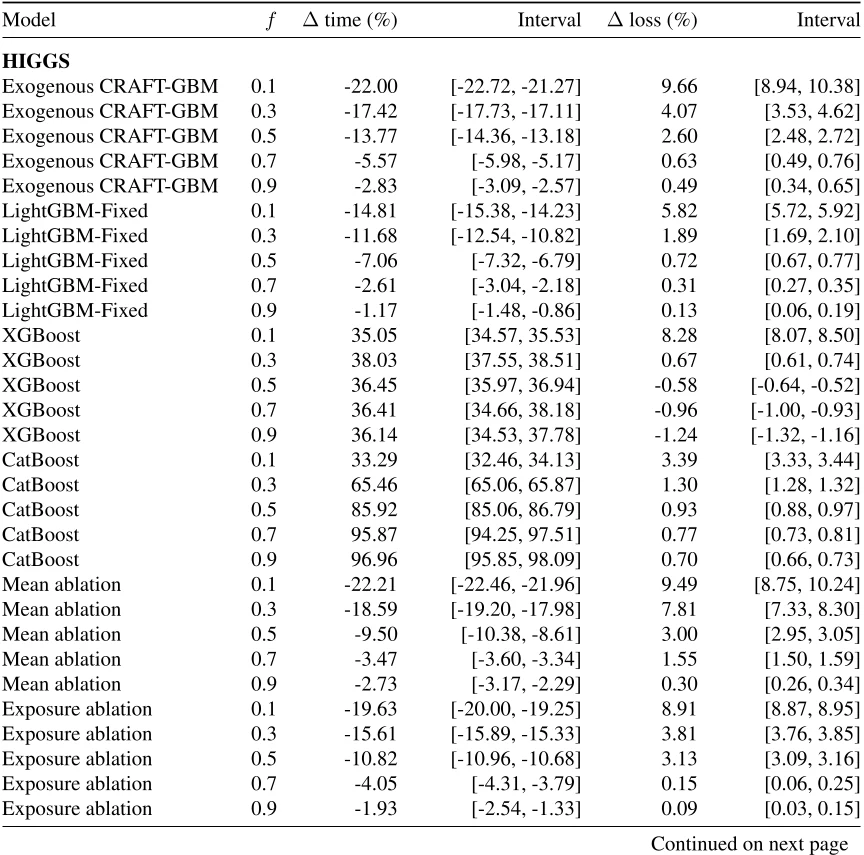 Model f Δ time (%) Interval Δ loss (%) Interval
HIGGS
Exogenous CRAFT-GBM 0.1 -22.00 [-22.72, -21.27] 9.66 [8.94, 10.38]
Exogenous CRAFT-GBM 0.3 -17.42 [-17.73, -17.11] 4.07 [3.53, 4.62]
Exogenous CRAFT-GBM 0.5 -13.77 [-14.36, -13.18] 2.60 [2.48, 2.72]
Exogenous CRAFT-GBM 0.7 -5.57 [-5.98, -5.17] 0.63 [0.49, 0.76]
Exogenous CRAFT-GBM 0.9 -2.83 [-3.09, -2.57] 0.49 [0.34, 0.65]
LightGBM-Fixed 0.1 -14.81 [-15.38, -14.23] 5.82 [5.72, 5.92]
LightGBM-Fixed 0.3 -11.68 [-12.54, -10.82] 1.89 [1.69, 2.10]
LightGBM-Fixed 0.5 -7.06 [-7.32, -6.79] 0.72 [0.67, 0.77]
LightGBM-Fixed 0.7 -2.61 [-3.04, -2.18] 0.31 [0.27, 0.35]
LightGBM-Fixed 0.9 -1.17 [-1.48, -0.86] 0.13 [0.06, 0.19]
XGBoost 0.1 35.05 [34.57, 35.53] 8.28 [8.07, 8.50]
XGBoost 0.3 38.03 [37.55, 38.51] 0.67 [0.61, 0.74]
XGBoost 0.5 36.45 [35.97, 36.94] -0.58 [-0.64, -0.52]
XGBoost 0.7 36.41 [34.66, 38.18] -0.96 [-1.00, -0.93]
XGBoost 0.9 36.14 [34.53, 37.78] -1.24 [-1.32, -1.16]
CatBoost 0.1 33.29 [32.46, 34.13] 3.39 [3.33, 3.44]
CatBoost 0.3 65.46 [65.06, 65.87] 1.30 [1.28, 1.32]
CatBoost 0.5 85.92 [85.06, 86.79] 0.93 [0.88, 0.97]
CatBoost 0.7 95.87 [94.25, 97.51] 0.77 [0.73, 0.81]
CatBoost 0.9 96.96 [95.85, 98.09] 0.70 [0.66, 0.73]
Mean ablation 0.1 -22.21 [-22.46, -21.96] 9.49 [8.75, 10.24]
Mean ablation 0.3 -18.59 [-19.20, -17.98] 7.81 [7.33, 8.30]
Mean ablation 0.5 -9.50 [-10.38, -8.61] 3.00 [2.95, 3.05]
Mean ablation 0.7 -3.47 [-3.60, -3.34] 1.55 [1.50, 1.59]
Mean ablation 0.9 -2.73 [-3.17, -2.29] 0.30 [0.26, 0.34]
Exposure ablation 0.1 -19.63 [-20.00, -19.25] 8.91 [8.87, 8.95]
Exposure ablation 0.3 -15.61 [-15.89, -15.33] 3.81 [3.76, 3.85]
Exposure ablation 0.5 -10.82 [-10.96, -10.68] 3.13 [3.09, 3.16]
Exposure ablation 0.7 -4.05 [-4.31, -3.79] 0.15 [0.06, 0.25]
Exposure ablation 0.9 -1.93 [-2.54, -1.33] 0.09 [0.03, 0.15]
Continued on next page